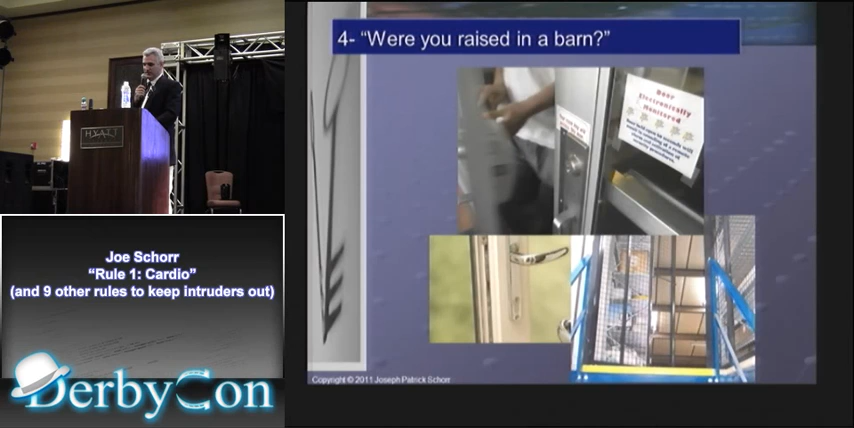 HYATT
Joe Schorr
“Rule 1: Cardio”
(and 9 other rules to keep intruders out)
DerbyCon
4- “Were you raised in a barn?”
Door
Electronically
Monitored
Copyright © 2011 Joseph Patrick Schorr